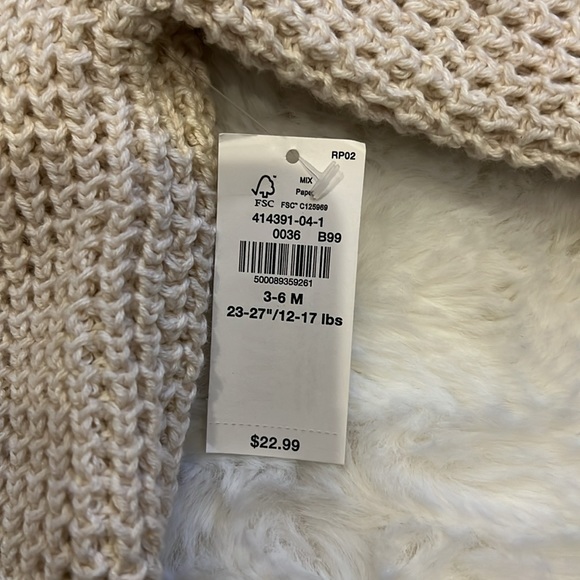 RP02
MIX
Paper
FSC
FSC™ C125969
414391-04-1
0036 B99
500089359261
3-6 M
23-27"/12-17 lbs
$22.99